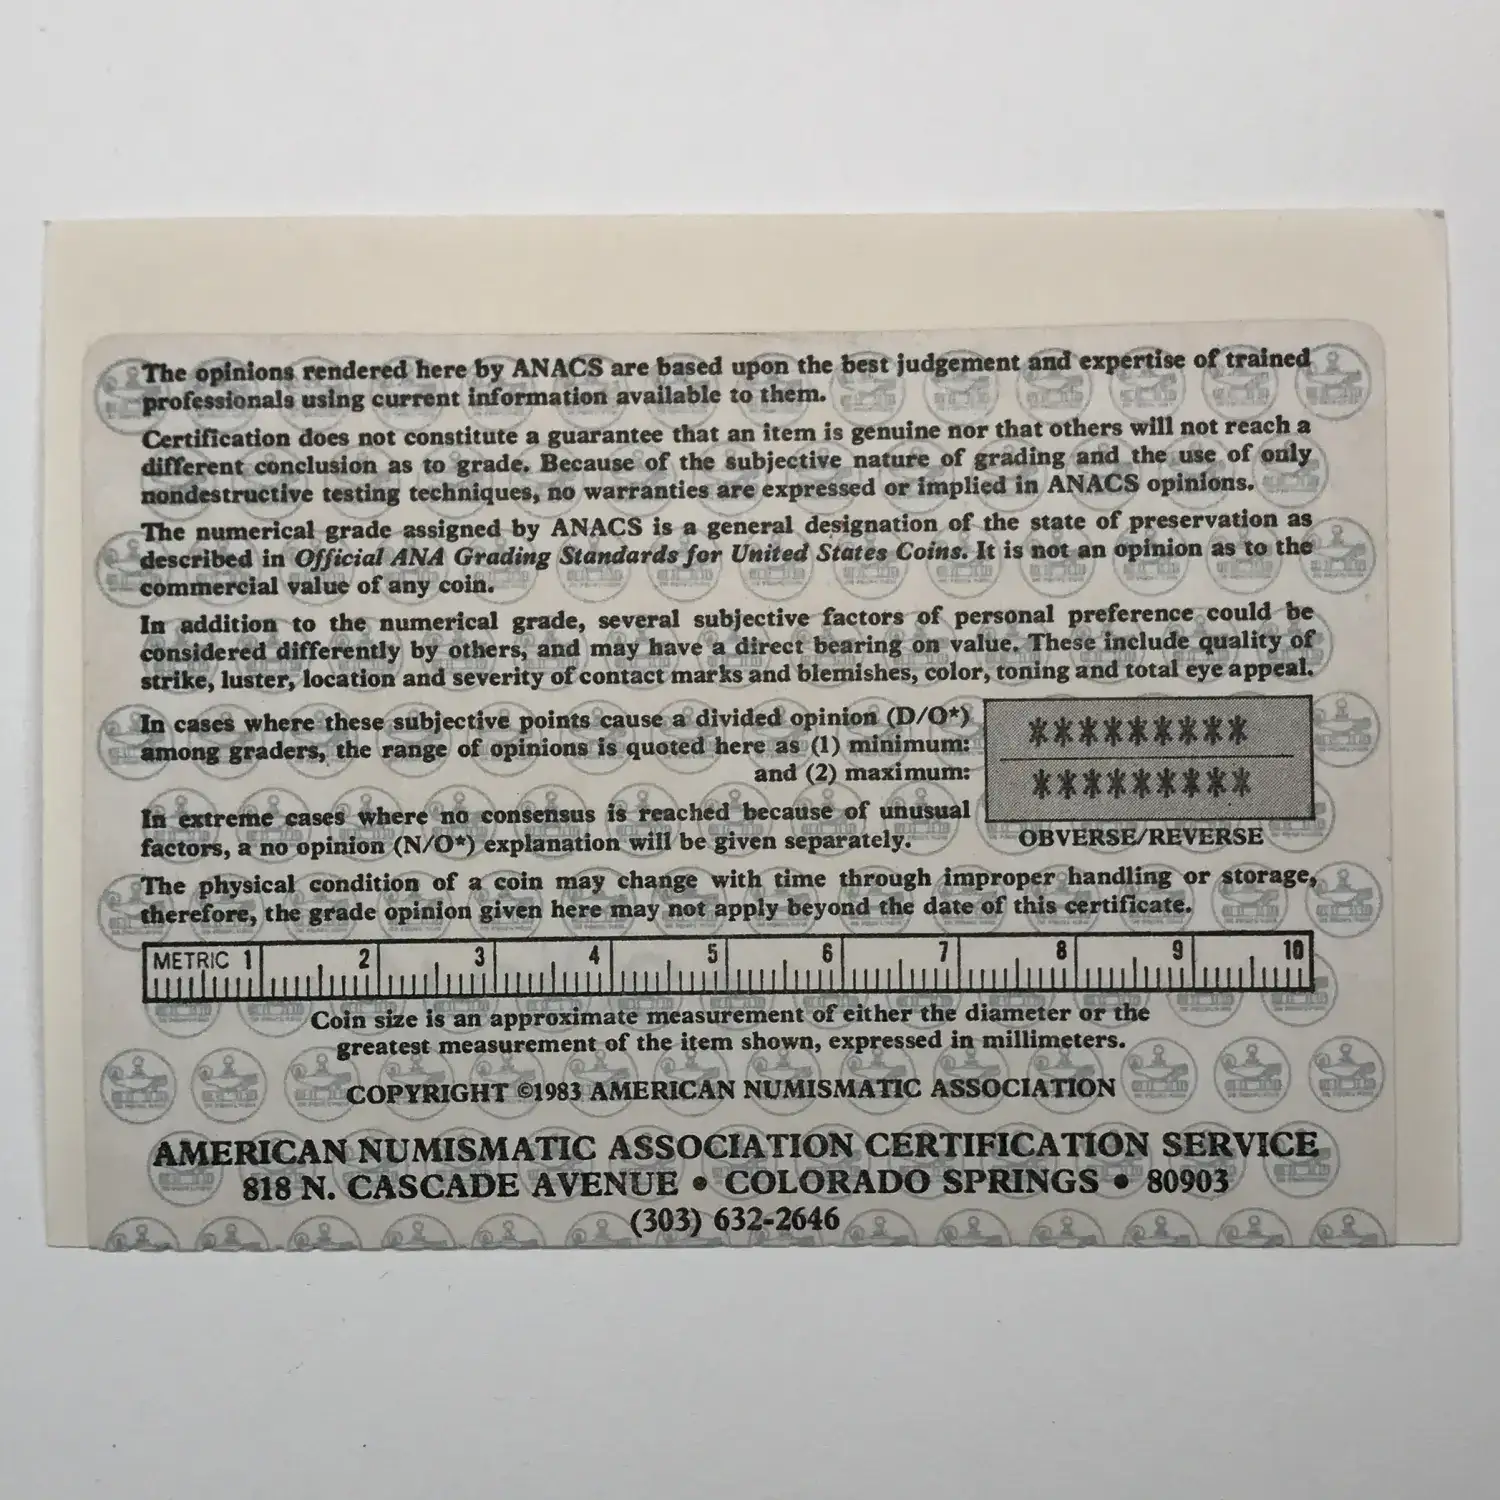 The opinions rendered here by ANACS are based upon the best judgement and expertise of trained
professionals using current information available to them.
Certification does not constitute a guarantee that an item is genuine nor that others will not reach a
different conclusion as to grade. Because of the subjective nature of grading and the use of only
nondestructive testing techniques, no warranties are expressed or implied in ANACS opinions.
The numerical grade assigned by ANACS is a general designation of the state of preservation as
described in Official ANA Grading Standards for United States Coins. It is not an opinion as to the
commercial value of any coin.
In addition to the numerical grade, several subjective factors of personal preference could be
considered differently by others, and may have a direct bearing on value. These include quality of
strike, luster, location and severity of contact marks and blemishes, color, toning and total eye appeal.
In cases where these subjective points cause a divided opinion (D/O*)
among graders, the range of opinions is quoted here as (1) minimum:
and (2) maximum:
*********
*********
OBVERSE/REVERSE
In extreme cases where no consensus is reached because of unusual
factors, a no opinion (N/O*) explanation will be given separately.
The physical condition of a coin may change with time through improper handling or storage,
therefore, the grade opinion given here may not apply beyond the date of this certificate.
METRIC 1 2 3 4 5 6 7 8 9 10
Coin size is an approximate measurement of either the diameter or the
greatest measurement of the item shown, expressed in millimeters.
COPYRIGHT ©1983 AMERICAN NUMISMATIC ASSOCIATION
AMERICAN NUMISMATIC ASSOCIATION CERTIFICATION SERVICE
818 N. CASCADE AVENUE • COLORADO SPRINGS • 80903
(303) 632-2646